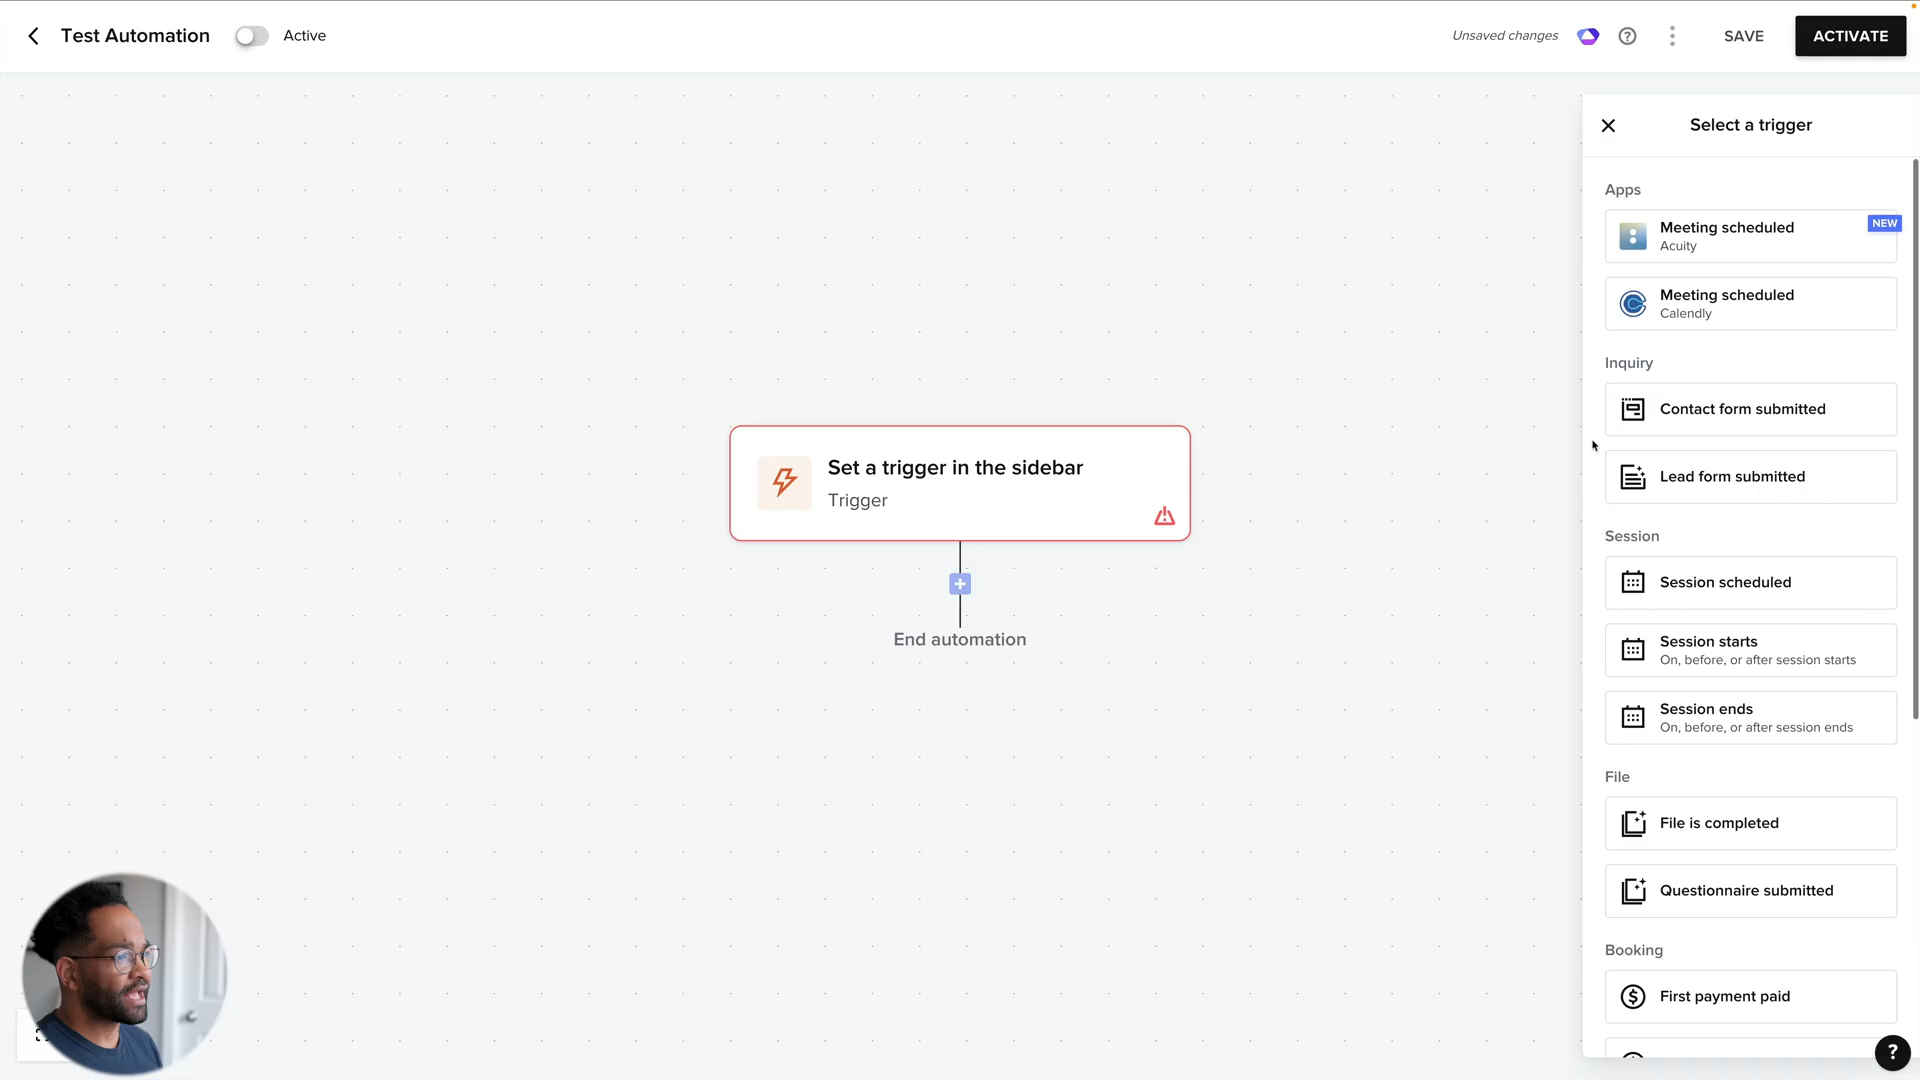 Test Automation
Active
Unsaved changes
SAVE
ACTIVATE
Select a trigger
Apps
Meeting scheduled
NEW
Acuity
Meeting scheduled
Calendly
Inquiry
Contact form submitted
Lead form submitted
Session
Session scheduled
Session starts
On, before, or after session starts
Session ends
On, before, or after session ends
File
File is completed
Questionnaire submitted
Booking
First payment paid
Set a trigger in the sidebar
Trigger
End automation